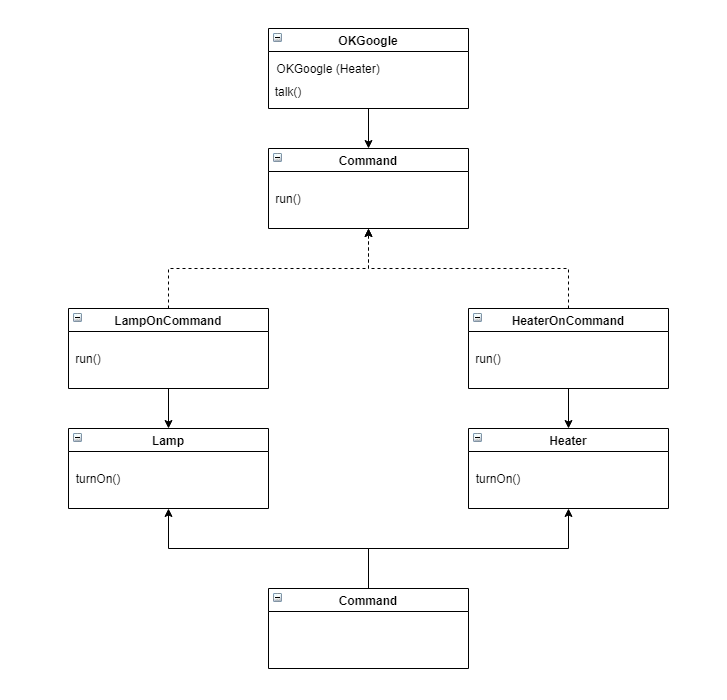 OKGoogle
OKGoogle (Heater)
talk()
Command
run()
LampOnCommand
run()
HeaterOnCommand
run()
Lamp
turnOn()
Heater
turnOn()
Command